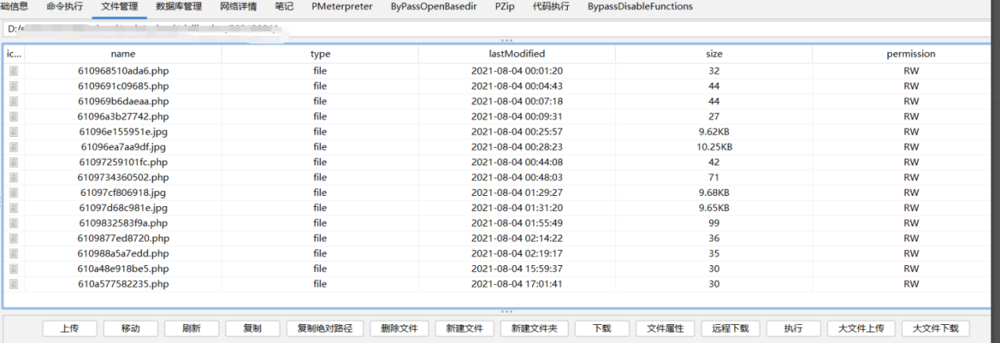 础信息 命令执行 文件管理 数据库管理 网络详情 笔记 PMeterpreter ByPassOpenBasedir PZip 代码执行 BypassDisableFunctions
D:/
ic... name type lastModified size permission
610968510ada6.php file 2021-08-04 00:01:20 32 RW
6109691c09685.php file 2021-08-04 00:04:43 44 RW
610969b6daeaa.php file 2021-08-04 00:07:18 44 RW
61096a3b27742.php file 2021-08-04 00:09:31 27 RW
61096e155951e.jpg file 2021-08-04 00:25:57 9.62KB RW
61096ea7aa9df.jpg file 2021-08-04 00:28:23 10.25KB RW
61097259101fc.php file 2021-08-04 00:44:08 42 RW
6109734360502.php file 2021-08-04 00:48:03 71 RW
61097cf806918.jpg file 2021-08-04 01:29:27 9.68KB RW
61097d68c981e.jpg file 2021-08-04 01:31:20 9.65KB RW
6109832583f9a.php file 2021-08-04 01:55:49 99 RW
6109877ed8720.php file 2021-08-04 02:14:22 36 RW
610988a5a7edd.php file 2021-08-04 02:19:17 35 RW
610a48e918be5.php file 2021-08-04 15:59:37 30 RW
610a577582235.php file 2021-08-04 17:01:41 30 RW
上传 移动 刷新 复制 复制绝对路径 删除文件 新建文件 新建文件夹 下载 文件属性 远程下载 执行 大文件上传 大文件下载